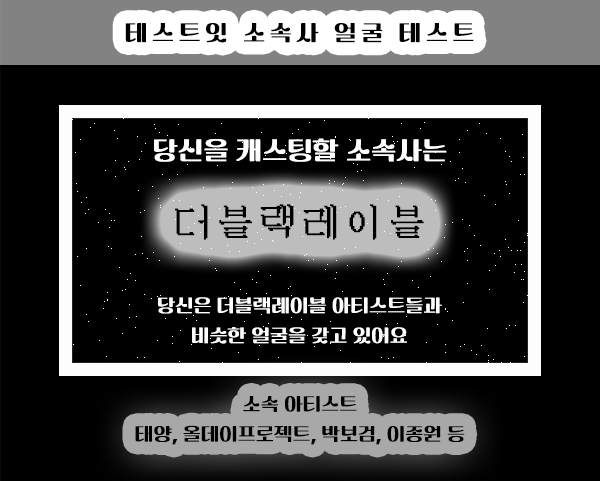 테스트잇 소속사 얼굴 테스트
당신을 캐스팅할 소속사는
더블랙레이블
당신은 더블랙레이블 아티스트들과
비슷한 얼굴을 갖고 있어요
소속 아티스트
태양, 올데이프로젝트, 박보검, 이종원 등